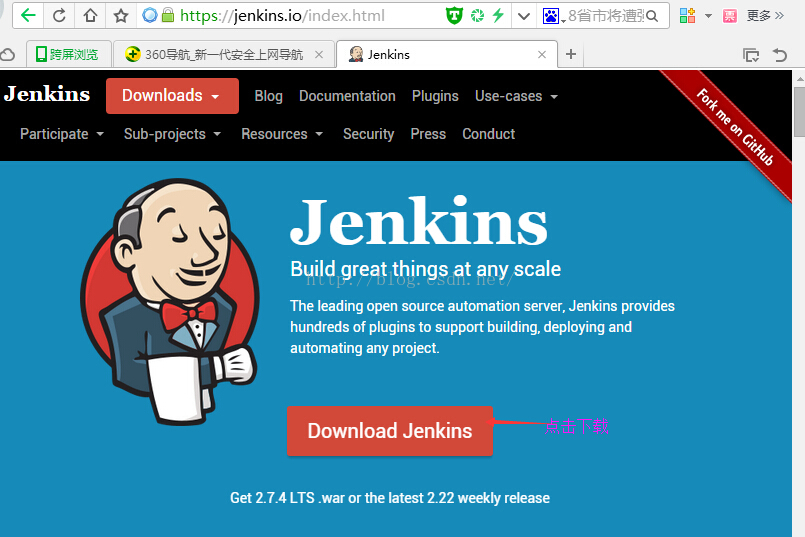 https://jenkins.io/index.html
8省市将遭强
更多 »
跨屏浏览
360导航_新一代安全上网导航
Jenkins
Jenkins
Downloads
Blog
Documentation
Plugins
Use-cases
Fork me on GitHub
Participate
Sub-projects
Resources
Security
Press
Conduct
Jenkins
Build great things at any scale
http://blog.csdn.net/
The leading open source automation server, Jenkins provides
hundreds of plugins to support building, deploying and
automating any project.
Download Jenkins
点击下载
Get 2.7.4 LTS .war or the latest 2.22 weekly release